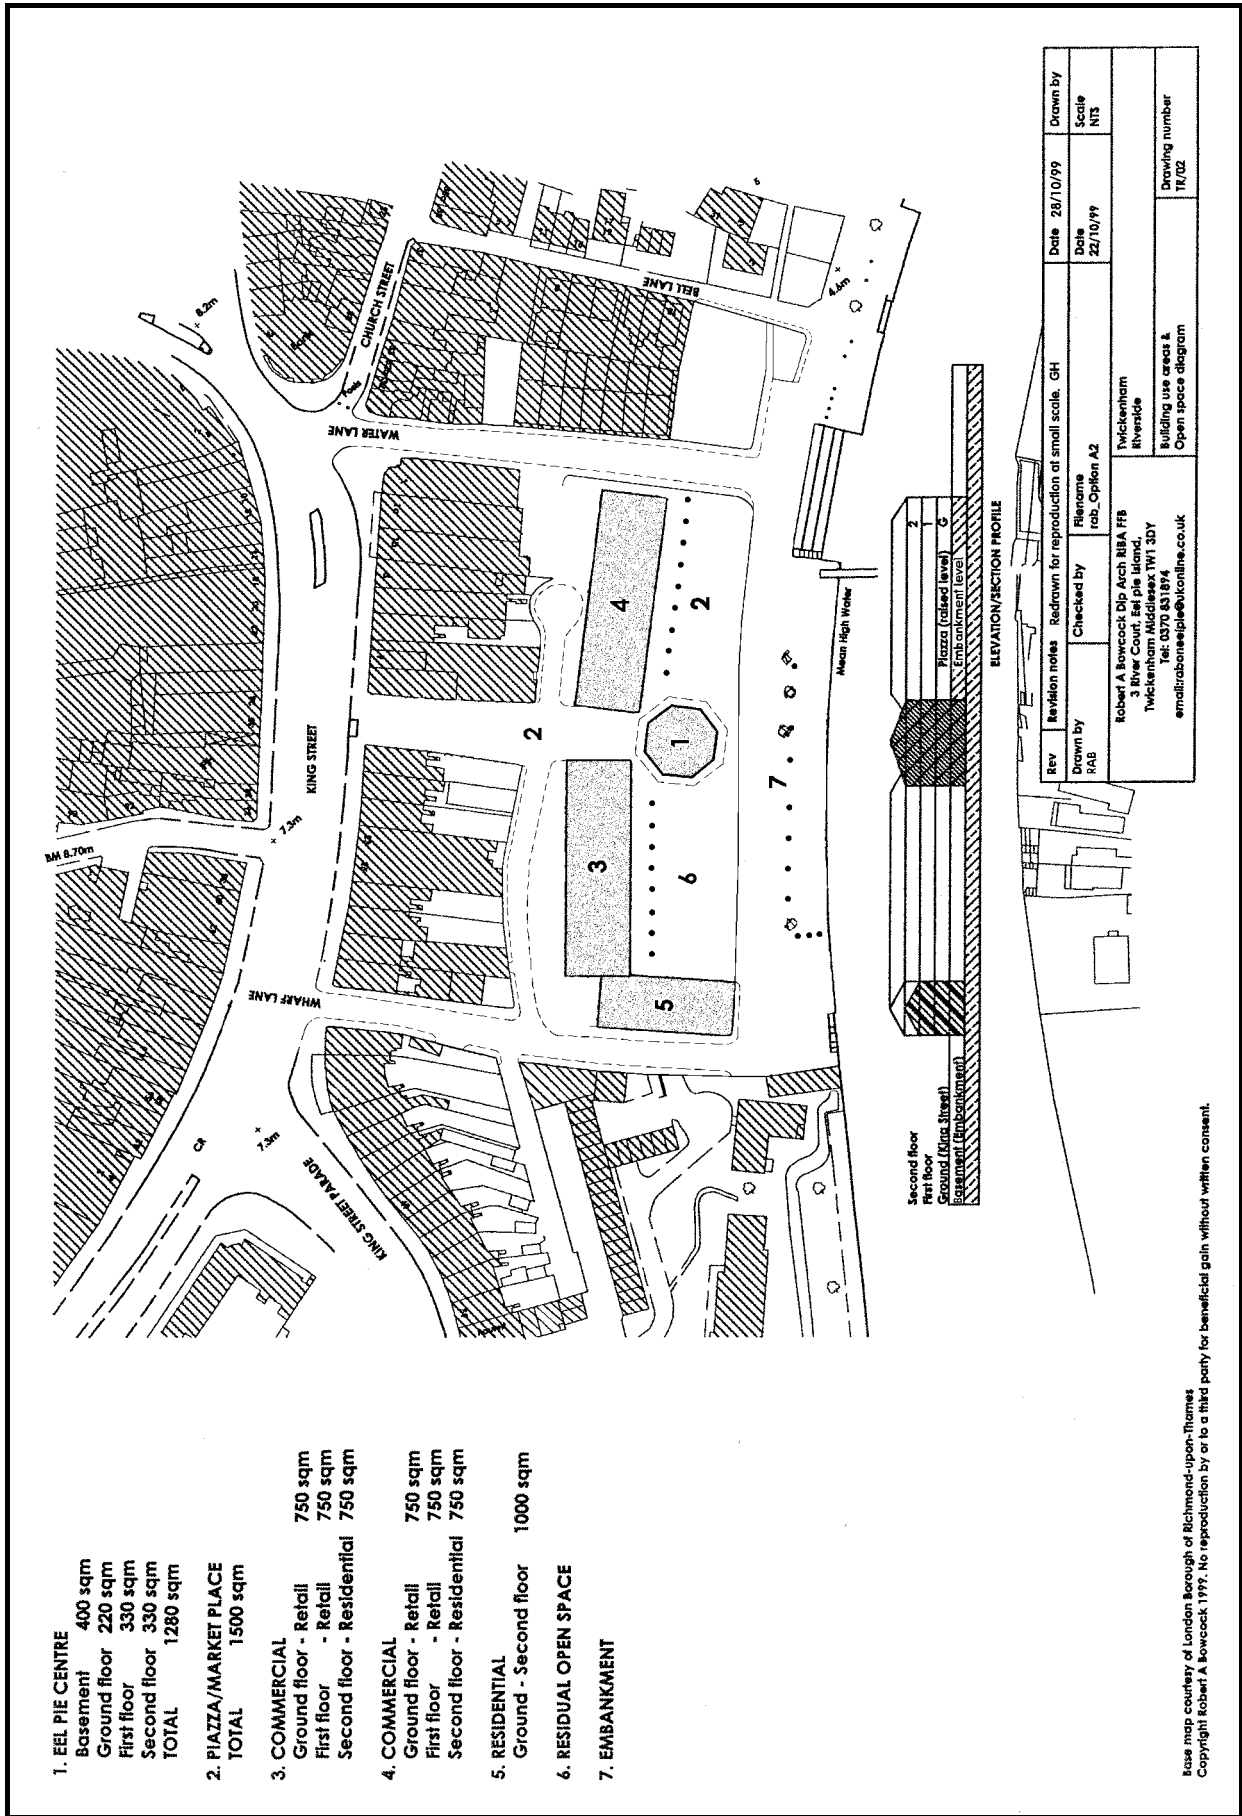 1. EEL PIE CENTRE
Basement 400 sqm
Ground floor 220 sqm
First floor 330 sqm
Second floor 330 sqm
TOTAL 1280 sqm
2. PIAZZA/MARKET PLACE
TOTAL 1500 sqm
3. COMMERCIAL
Ground floor - Retail 750 sqm
First floor - Retail 750 sqm
Second floor - Residential 750 sqm
4. COMMERCIAL
Ground floor - Retail 750 sqm
First floor - Retail 750 sqm
Second floor - Residential 750 sqm
5. RESIDENTIAL
Ground - Second floor 1000 sqm
6. RESIDUAL OPEN SPACE
7. EMBANKMENT
BM 8.70m
8.2m
Bank
CHURCH STREET
Posts
WATER LANE
BELL LANE
KING STREET
7.3m
WHARF LANE
CR
7.3m
KING STREET PARADE
4.6m
4
2
2
1
3
6
5
7
Mean High Water
2
1
G
Piazza (raised level)
Embankment level
Second floor
First floor
Ground (King Street)
Basement (Embankment)
ELEVATION/SECTION PROFILE
Rev Revision notes Redrawn for reproduction at small scale. GH Date 28/10/99 Drawn by
Drawn by RAB
Checked by
Filename rab_Option A2
Date 22/10/99
Scale NTS
Robert A Bowcock Dip Arch RIBA FFB
3 River Court, Eel pie Island,
Twickenham Middlesex TW1 3DY
Tel: 0370 831894
email:raboneelpie@ukonline.co.uk
Twickenham
Riverside
Building use areas &
Open space diagram
Drawing number
TR/02
Base map courtesy of London Borough of Richmond-upon-Thames
Copyright Robert A Bowcock 1999. No reproduction by or to a third party for beneficial gain without written consent.